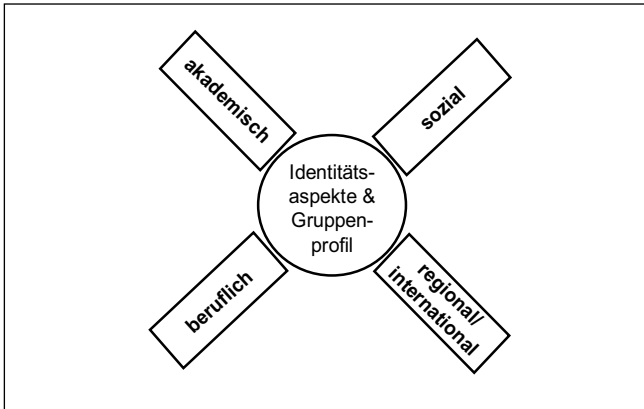 akademisch
sozial
Identitäts-
aspekte &
Gruppen-
profil
beruflich
regional/
international